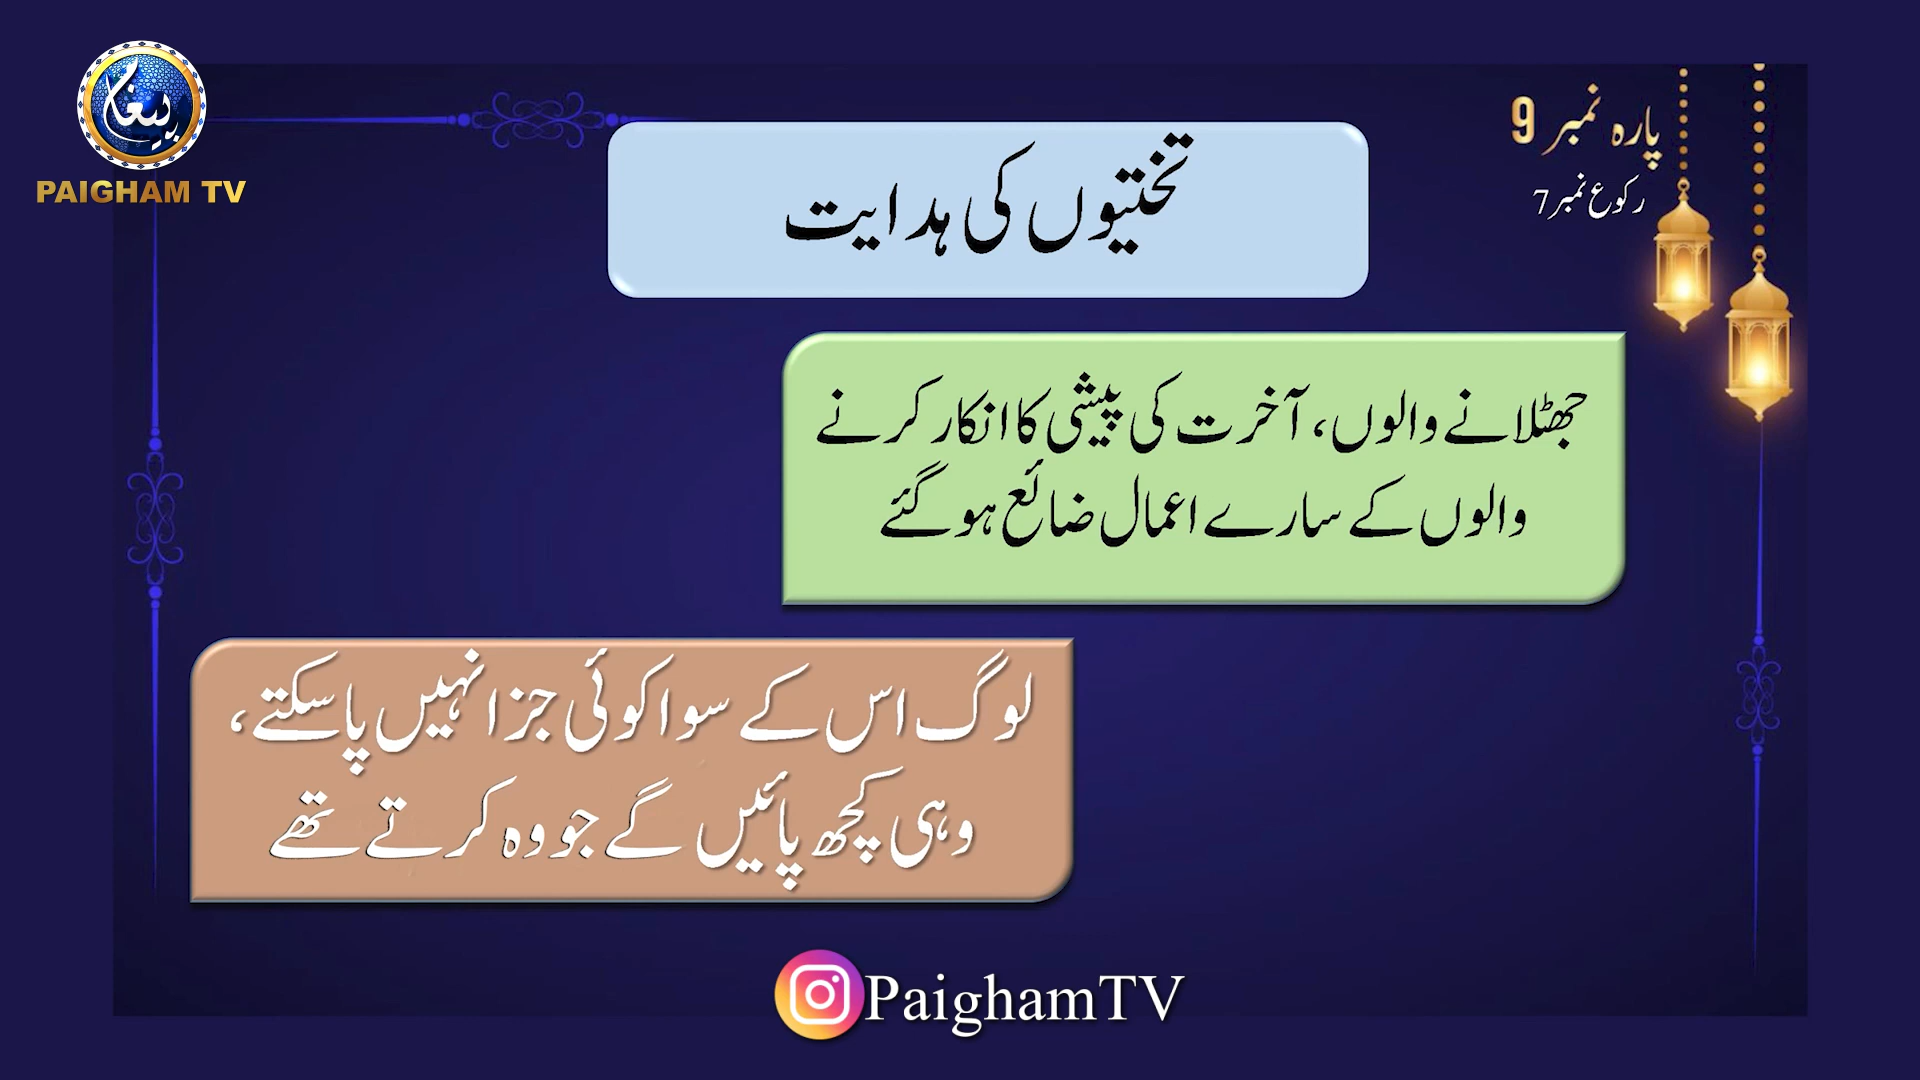 پیغام
PAIGHAM TV
پارہ نمبر 9
رکوع نمبر 7
تختیوں کی ہدایت
جھٹلانے والوں، آخرت کی پیشی کا انکار کرنے
والوں کے سارے اعمال ضائع ہو گئے
لوگ اس کے سوا کوئی جزا نہیں پا سکتے،
وہی کچھ پائیں گے جو وہ کرتے تھے
PaighamTV